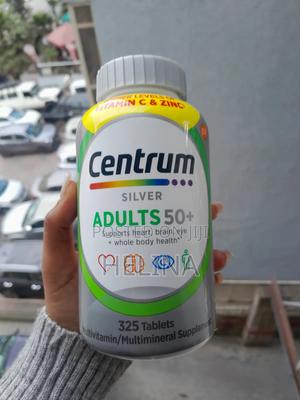 VITAMIN C & ZINC
Centrum
SILVER
ADULTS 50+
Supports heart, brain, eye
+ whole body health
325 Tablets
Multivitamin/Multimineral Supplement